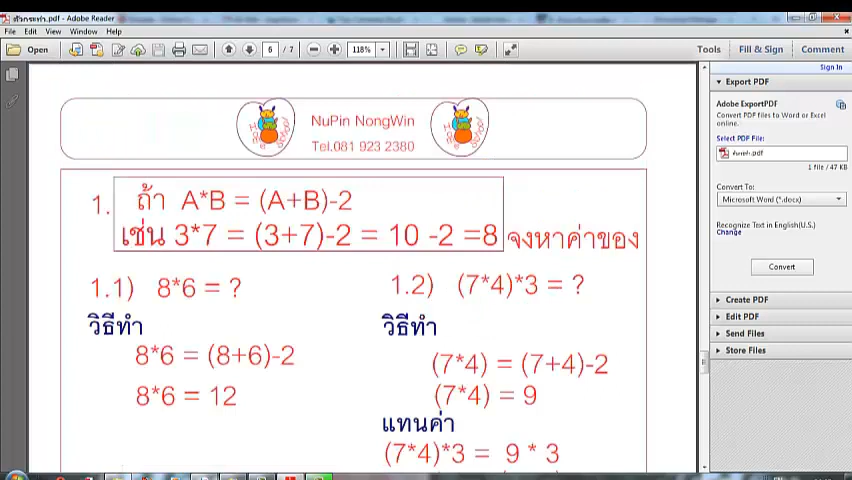 - Adobe Reader
File Edit View Window Help
Open 6 / 7 118% Tools Fill & Sign Comment
Sign In
Export PDF
Adobe ExportPDF
Convert PDF files to Word or Excel online.
Select PDF File:
1 file / 47 KB
Convert To:
Microsoft Word (*.docx)
Recognize Text in English(U.S.)
Change
Convert
Create PDF
Edit PDF
Send Files
Store Files
NuPin NongWin
Tel.081 923 2380
1. ถ้า A*B = (A+B)-2
เช่น 3*7 = (3+7)-2 = 10 -2 =8 จงหาค่าของ
1.1) 8*6 = ?
วิธีทำ
8*6 = (8+6)-2
8*6 = 12
1.2) (7*4)*3 = ?
วิธีทำ
(7*4) = (7+4)-2
(7*4) = 9
แทนค่า
(7*4)*3 = 9 * 3